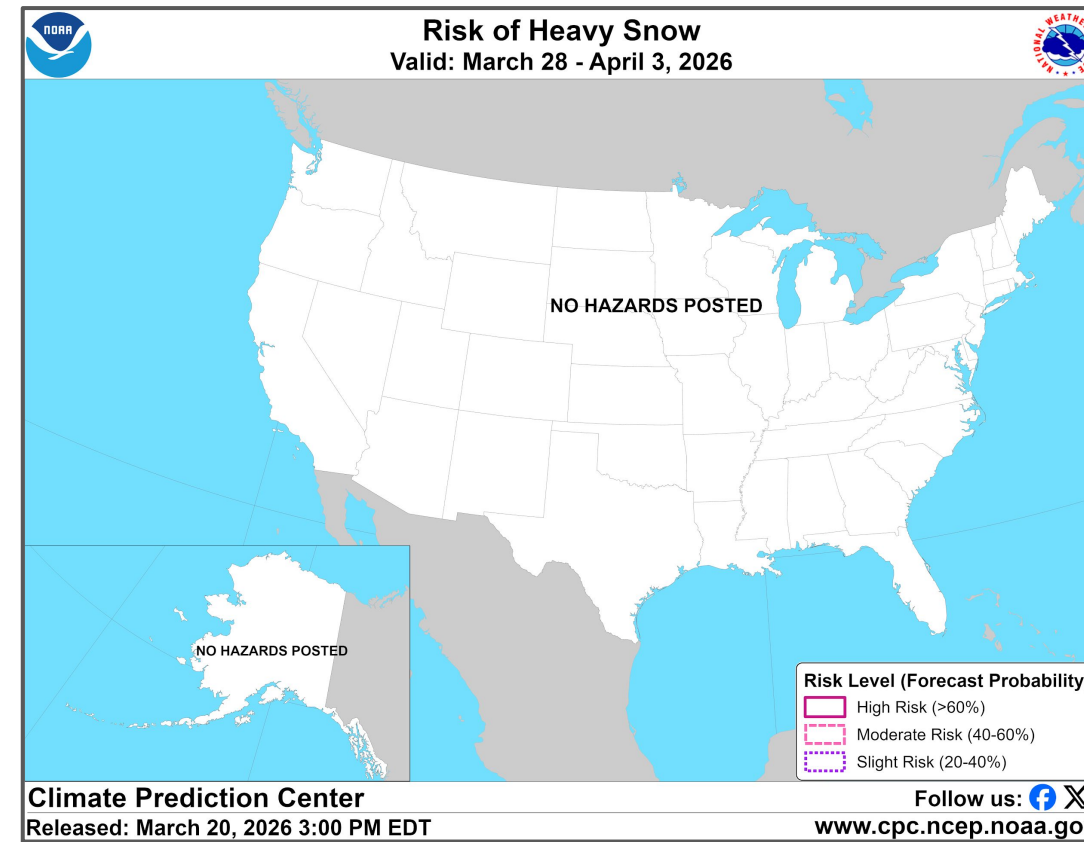 NOAA
Risk of Heavy Snow
Valid: March 28 - April 3, 2026
NO HAZARDS POSTED
NO HAZARDS POSTED
Risk Level (Forecast Probability
High Risk (>60%)
Moderate Risk (40-60%)
Slight Risk (20-40%)
Climate Prediction Center
Follow us:
Released: March 20, 2026 3:00 PM EDT
www.cpc.ncep.noaa.go